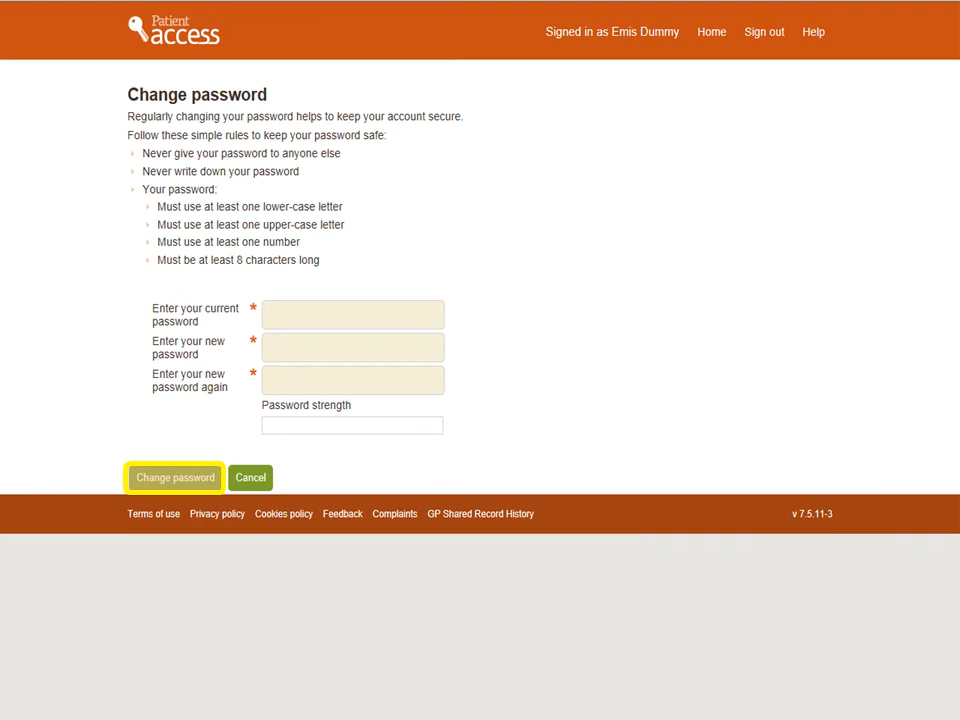 Patient
access
Signed in as Emis Dummy Home Sign out Help
Change password
Regularly changing your password helps to keep your account secure.
Follow these simple rules to keep your password safe:
Never give your password to anyone else
Never write down your password
Your password:
Must use at least one lower-case letter
Must use at least one upper-case letter
Must use at least one number
Must be at least 8 characters long
Enter your current *
password
Enter your new *
password
Enter your new *
password again
Password strength
Change password Cancel
Terms of use Privacy policy Cookies policy Feedback Complaints GP Shared Record History v 7.5.11-3